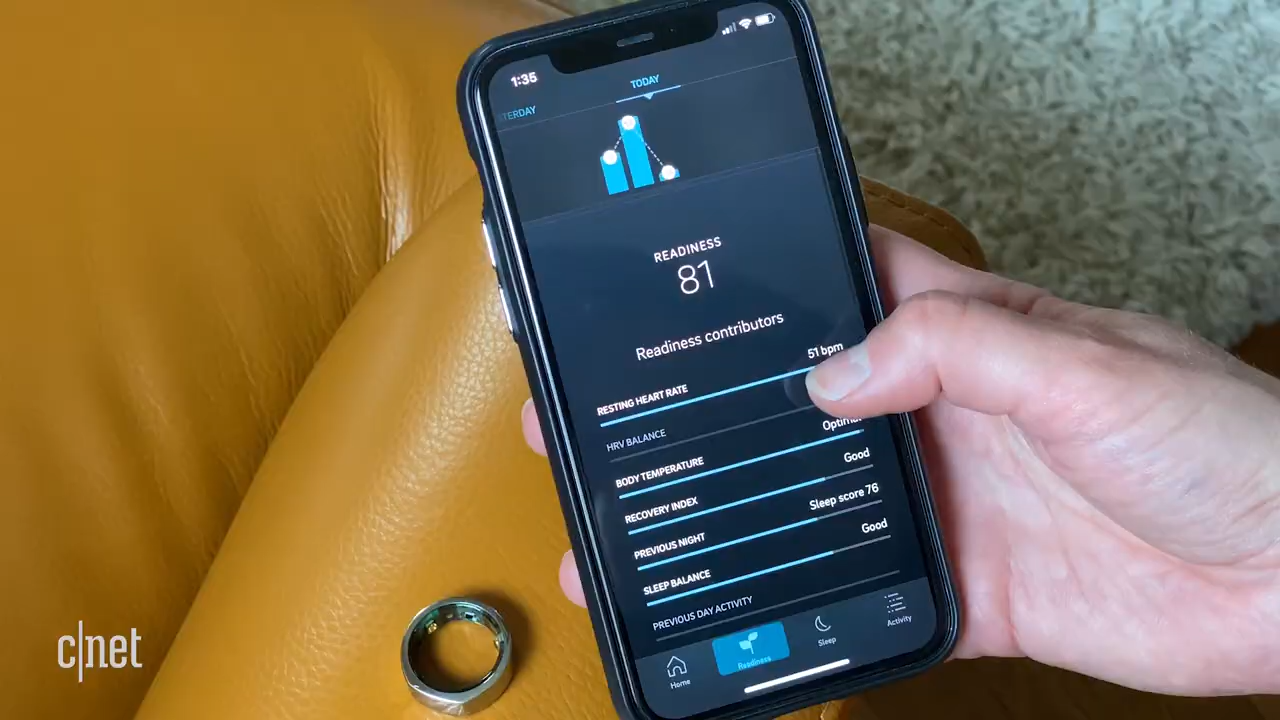 1:35
TERDAY
TODAY
READINESS
81
Readiness contributors
51 bpm
RESTING HEART RATE
HRV BALANCE
BODY TEMPERATURE
RECOVERY INDEX
Good
PREVIOUS NIGHT
Sleep score 76
SLEEP BALANCE
Good
PREVIOUS DAY ACTIVITY
Home
Readiness
Sleep
Activity
c|net